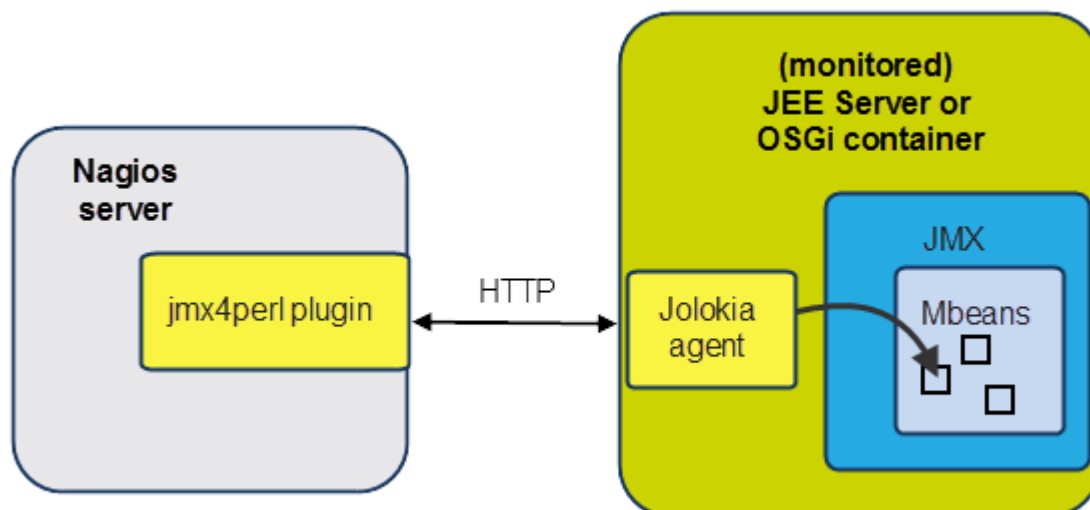 Nagios
server
jmx4perl plugin
HTTP
(monitored)
JEE Server or
OSGi container
Jolokia
agent
JMX
Mbeans